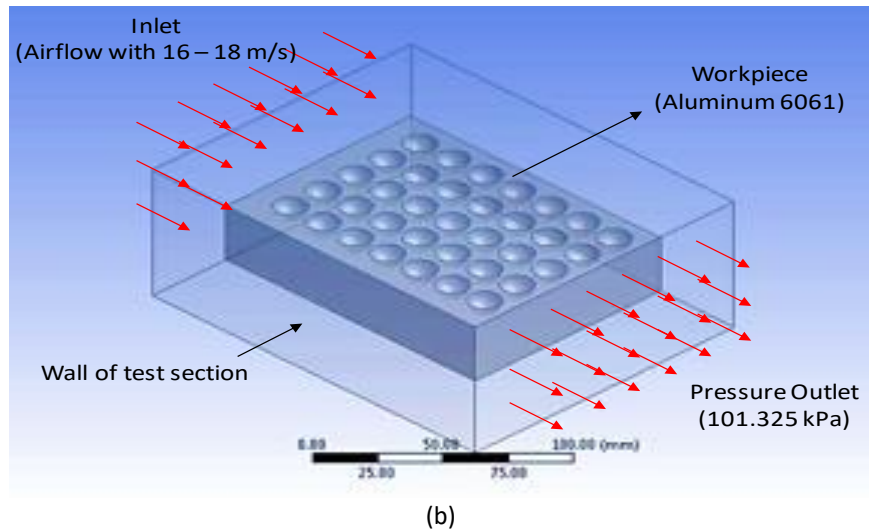 Inlet
(Airflow with 16 – 18 m/s)
Workpiece
(Aluminum 6061)
Wall of test section
Pressure Outlet
(101.325 kPa)
0.00 50.00 100.00 (mm)
25.00 75.00
(b)